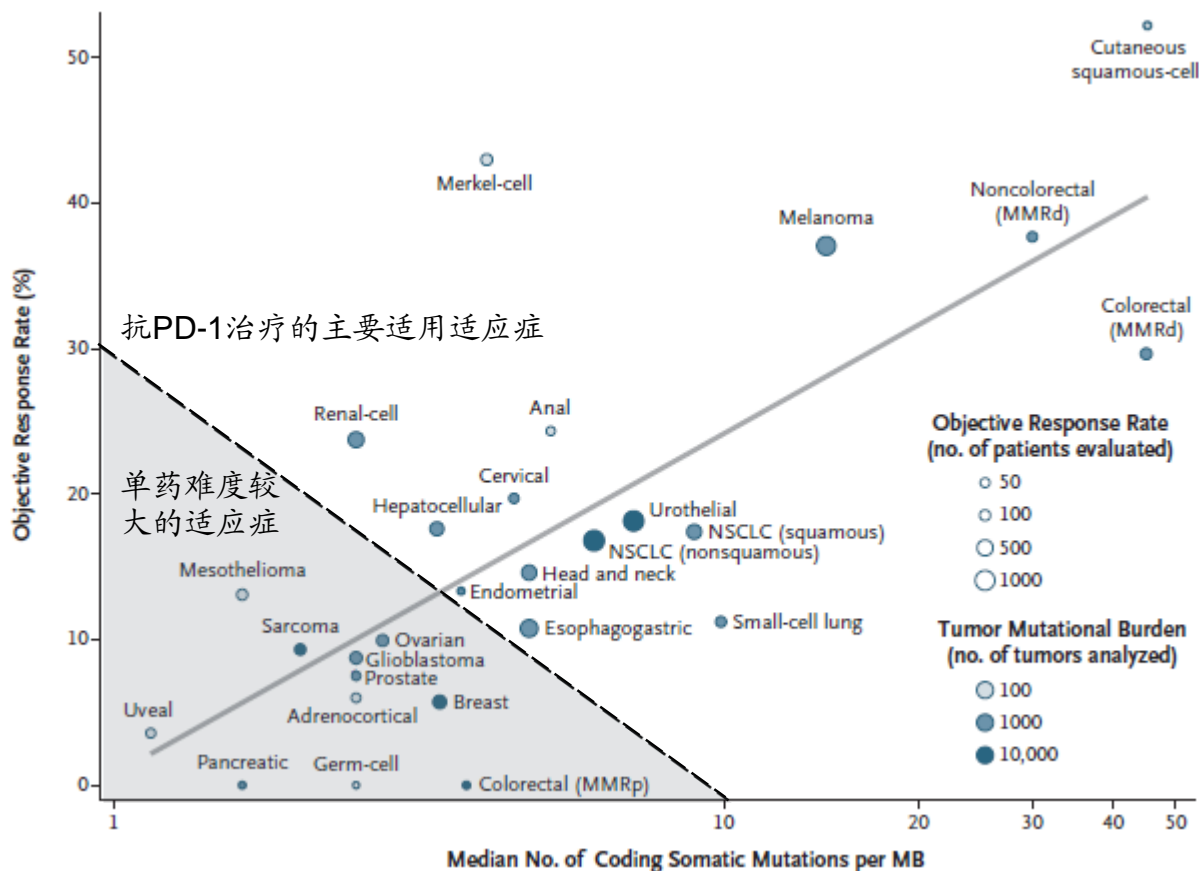 Objective Response Rate (%)
50
40
30
20
10
0
Cutaneous
squamous-cell
Merkel-cell
Melanoma
Noncolorectal
(MMRd)
Colorectal
(MMRd)
抗PD-1治疗的主要适用适应症
Renal-cell
Anal
Cervical
Hepatocellular
单药难度较
大的适应症
Urothelial
NSCLC (squamous)
NSCLC (nonsquamous)
Head and neck
Endometrial
Esophagogastric
Small-cell lung
Mesothelioma
Sarcoma
Ovarian
Glioblastoma
Prostate
Adrenocortical
Breast
Uveal
Pancreatic
Germ-cell
Colorectal (MMRp)
Objective Response Rate
(no. of patients evaluated)
50
100
500
1000
Tumor Mutational Burden
(no. of tumors analyzed)
100
1000
10,000
1
10
20
30
40
50
Median No. of Coding Somatic Mutations per MB